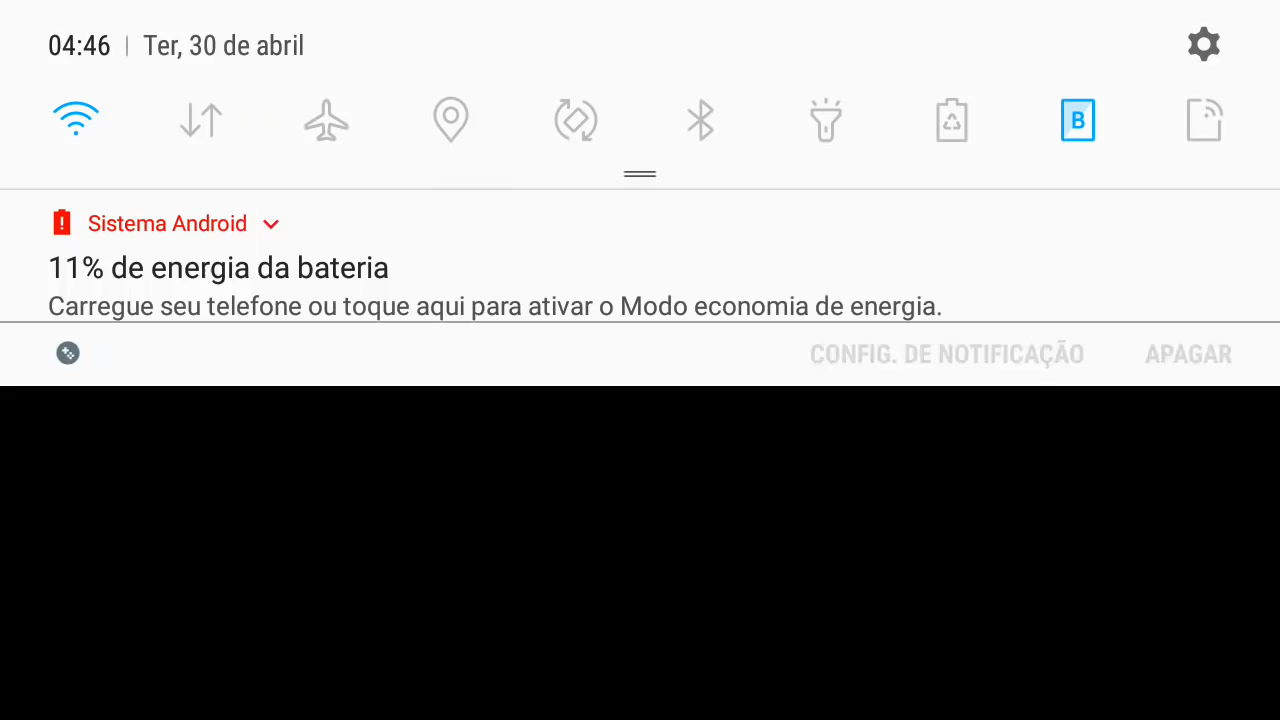 04:46 | Ter, 30 de abril
B
Sistema Android
11% de energia da bateria
Carregue seu telefone ou toque aqui para ativar o Modo economia de energia.
CONFIG. DE NOTIFICAÇÃO APAGAR